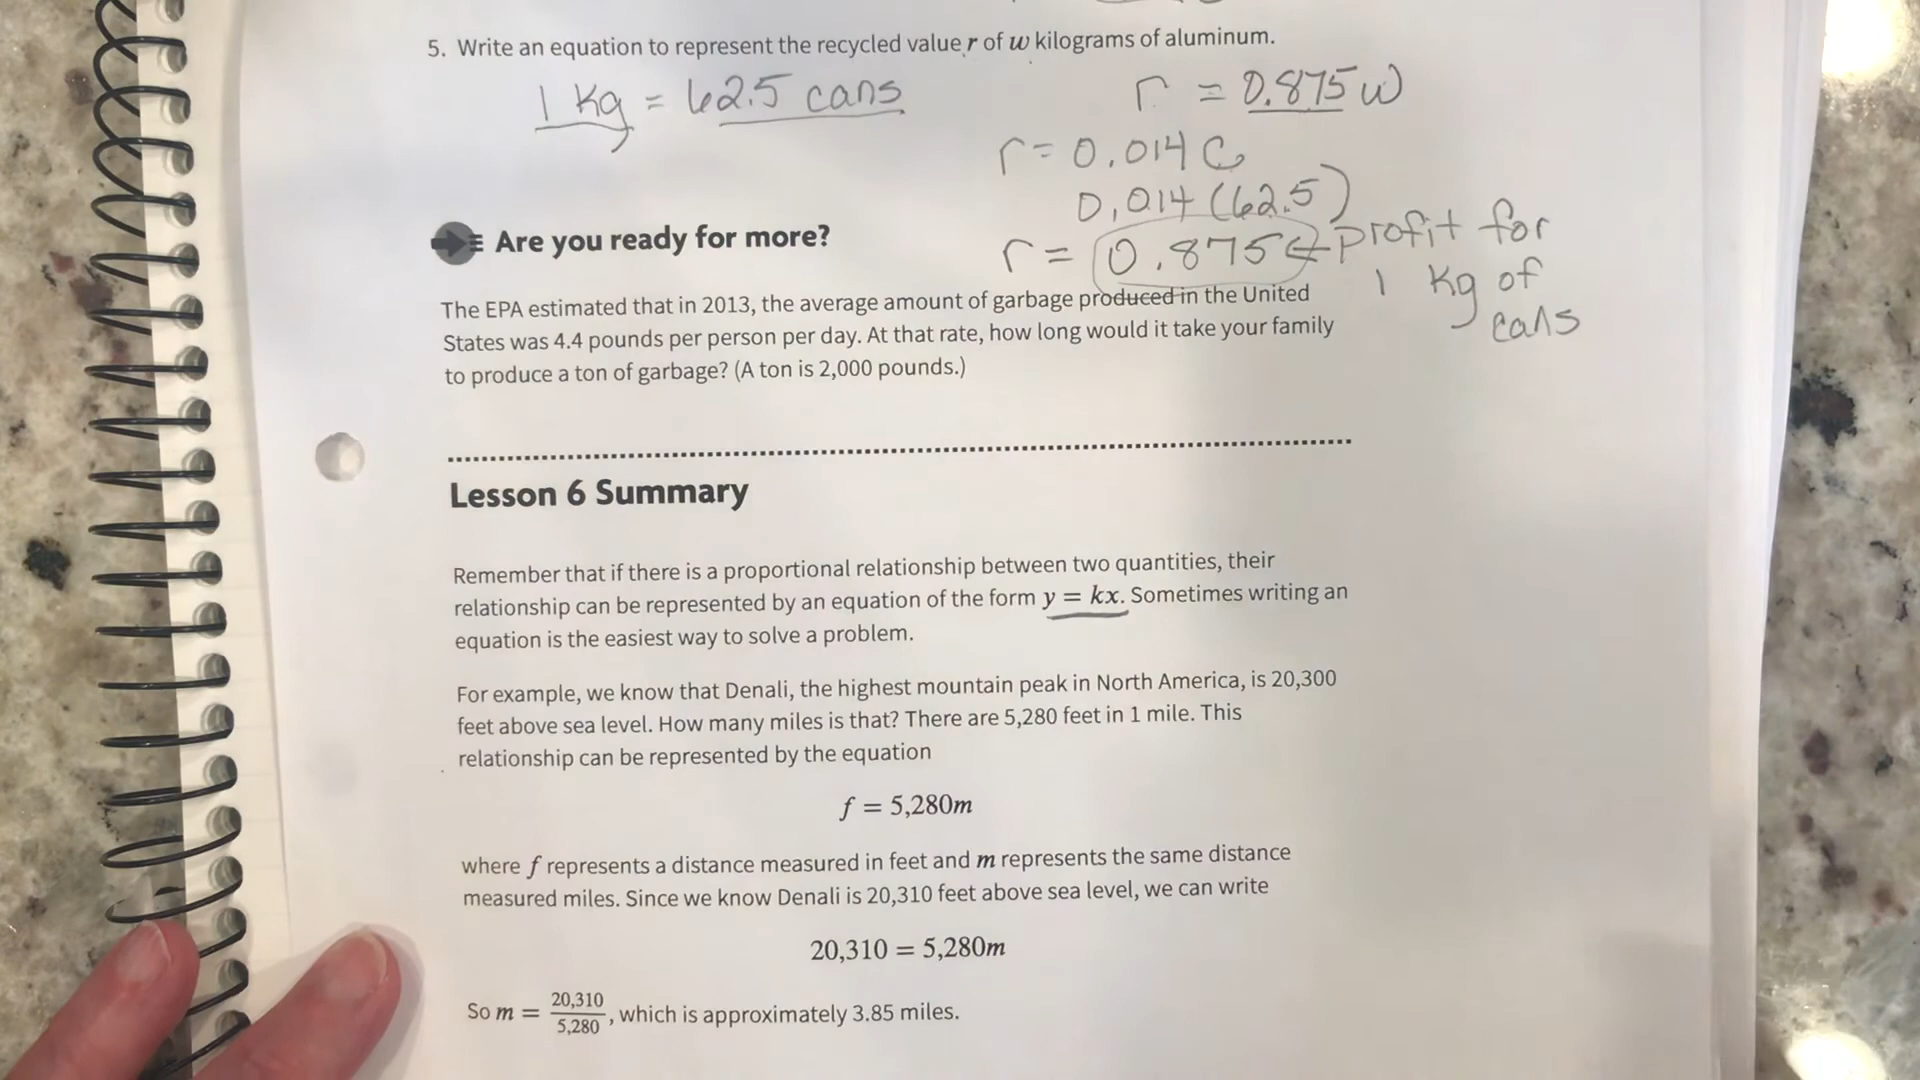 5. Write an equation to represent the recycled value r of w kilograms of aluminum.
1 Kg = 62.5 cans
r = 0.875 w
r = 0.014 C
0.014 (62.5)
Are you ready for more?
r = 0.875 ← profit for
1 kg of
cans
The EPA estimated that in 2013, the average amount of garbage produced in the United
States was 4.4 pounds per person per day. At that rate, how long would it take your family
to produce a ton of garbage? (A ton is 2,000 pounds.)
Lesson 6 Summary
Remember that if there is a proportional relationship between two quantities, their
relationship can be represented by an equation of the form y = kx. Sometimes writing an
equation is the easiest way to solve a problem.
For example, we know that Denali, the highest mountain peak in North America, is 20,300
feet above sea level. How many miles is that? There are 5,280 feet in 1 mile. This
relationship can be represented by the equation
f = 5,280m
where f represents a distance measured in feet and m represents the same distance
measured miles. Since we know Denali is 20,310 feet above sea level, we can write
20,310 = 5,280m
So m = 20,310/5,280, which is approximately 3.85 miles.